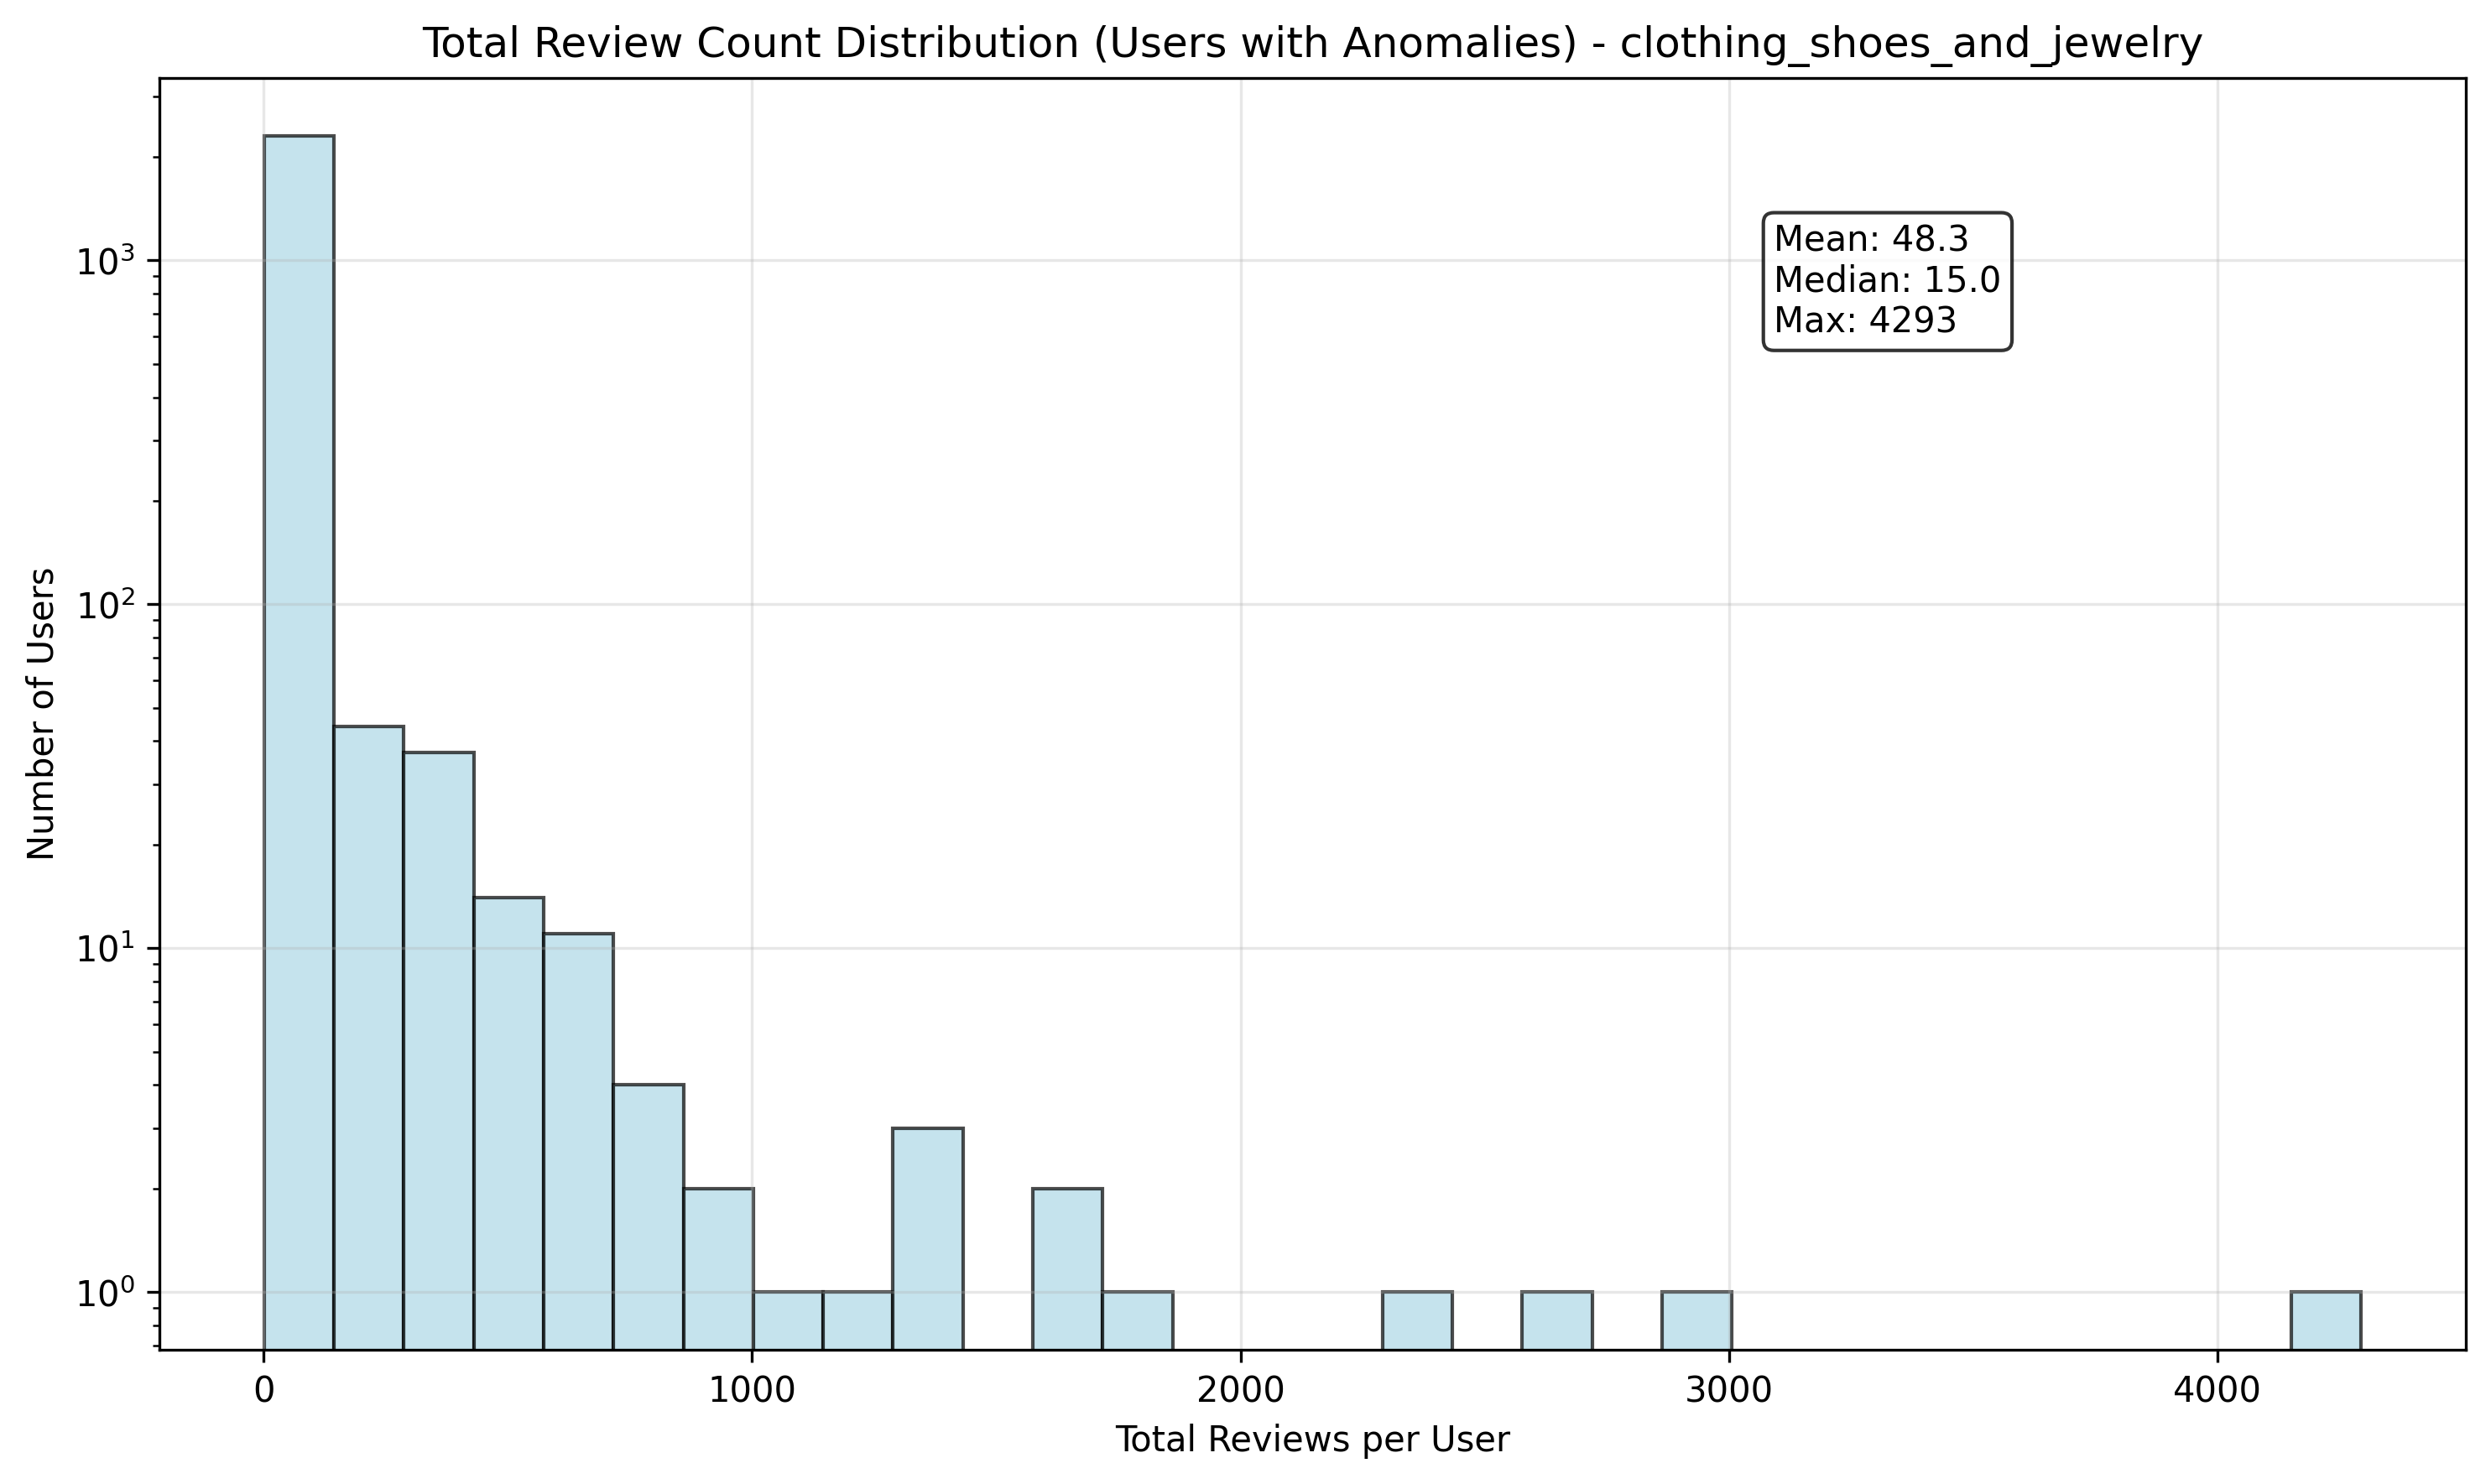 Total Review Count Distribution (Users with Anomalies) - clothing_shoes_and_jewelry
Number of Users
10³
10²
10¹
10⁰
Mean: 48.3
Median: 15.0
Max: 4293
0 1000 2000 3000 4000
Total Reviews per User